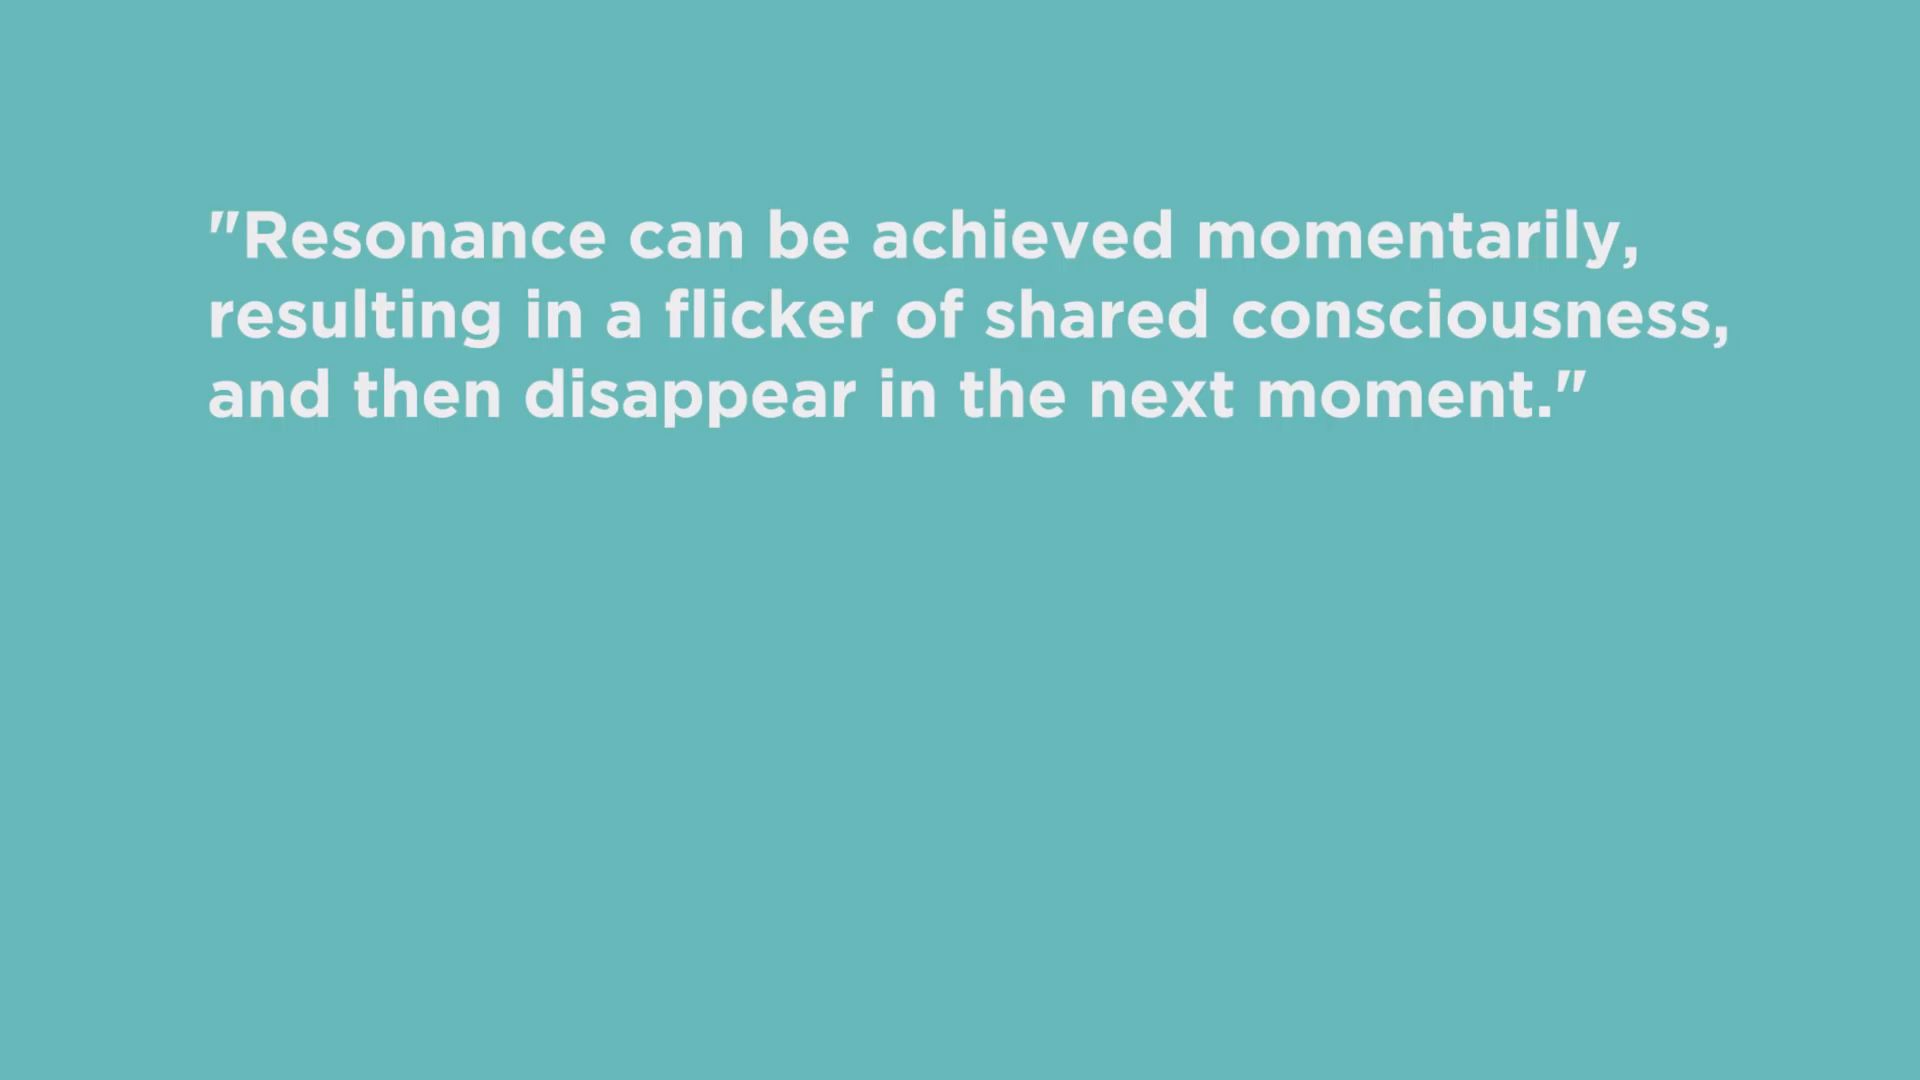 "Resonance can be achieved momentarily,
resulting in a flicker of shared consciousness,
and then disappear in the next moment."